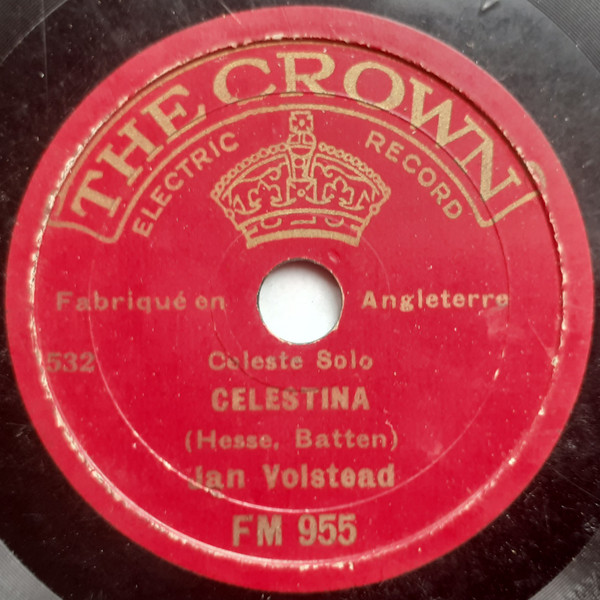 THE CROWN
ELECTRIC RECORD
Fabriqué en Angleterre
532
Celeste Solo
CELESTINA
(Hesse, Batten)
Jan Volstead
FM 955